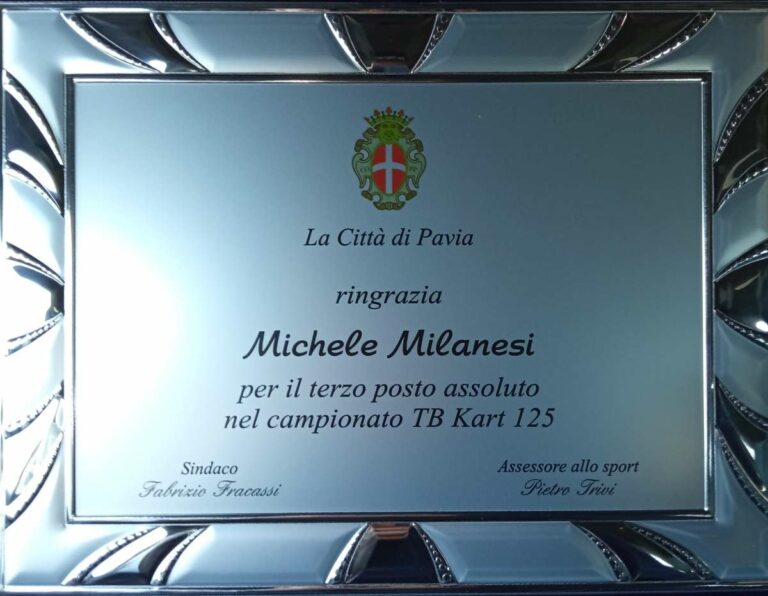 La Città di Pavia
ringrazia
Michele Milanesi
per il terzo posto assoluto
nel campionato TB Kart 125
Sindaco
Fabrizio Fracassi
Assessore allo sport
Pietro Trivi